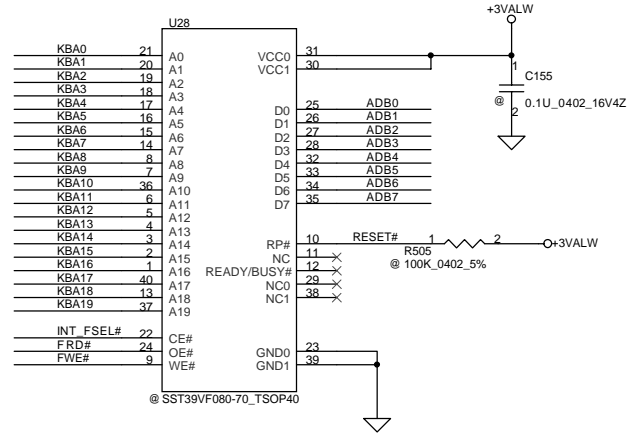 +3VALW
U28
KBA0 21 A0 VCC0 31
KBA1 20 A1 VCC1 30
KBA2 19 A2
KBA3 18 A3
KBA4 17 A4 D0 25 ADB0
KBA5 16 A5 D1 26 ADB1
KBA6 15 A6 D2 27 ADB2
KBA7 14 A7 D3 28 ADB3
KBA8 8 A8 D4 32 ADB4
KBA9 7 A9 D5 33 ADB5
KBA10 36 A10 D6 34 ADB6
KBA11 6 A11 D7 35 ADB7
KBA12 5 A12
KBA13 4 A13
KBA14 3 A14 RP# 10 RESET# 1 2 +3VALW
KBA15 2 A15 NC 11
KBA16 1 A16 READY/BUSY# 12
KBA17 40 A17 NC0 29
KBA18 13 A18 NC1 38
KBA19 37 A19
INT_FSEL# 22 CE# GND0 23
FRD# 24 OE# GND1 39
FWE# 9 WE#
1
C155
@ 0.1U_0402_16V4Z
2
R505
@ 100K_0402_5%
@ SST39VF080-70_TSOP40